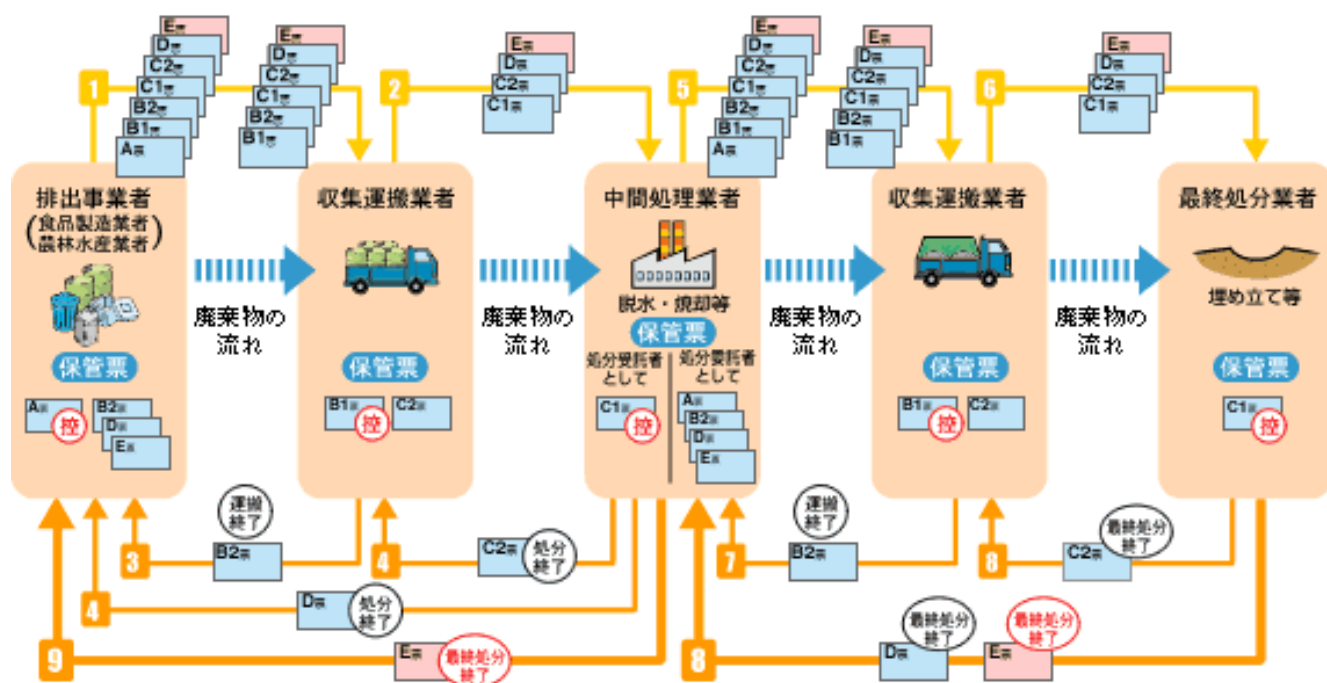 1
E票
D票
C2票
C1票
B2票
B1票
A票
E票
D票
C2票
C1票
B2票
B1票
2
E票
D票
C2票
C1票
5
E票
D票
C2票
C1票
B2票
B1票
A票
E票
D票
C2票
C1票
B2票
B1票
6
E票
D票
C2票
C1票
排出事業者
(食品製造業者
農林水産業者)
保管票
A票
控
B2票
D票
E票
廃棄物の
流れ
収集運搬業者
保管票
B1票
控
C2票
廃棄物の
流れ
中間処理業者
脱水・焼却等
保管票
処分受託者
として
C1票
控
処分委託者
として
A票
B2票
D票
E票
廃棄物の
流れ
収集運搬業者
保管票
B1票
控
C2票
廃棄物の
流れ
最終処分業者
埋め立て等
保管票
C1票
控
3
B2票
運搬
終了
4
C2票
処分
終了
7
B2票
運搬
終了
8
C2票
最終処分
終了
4
D票
処分
終了
9
E票
最終処分
終了
8
D票
最終処分
終了
E票
最終処分
終了